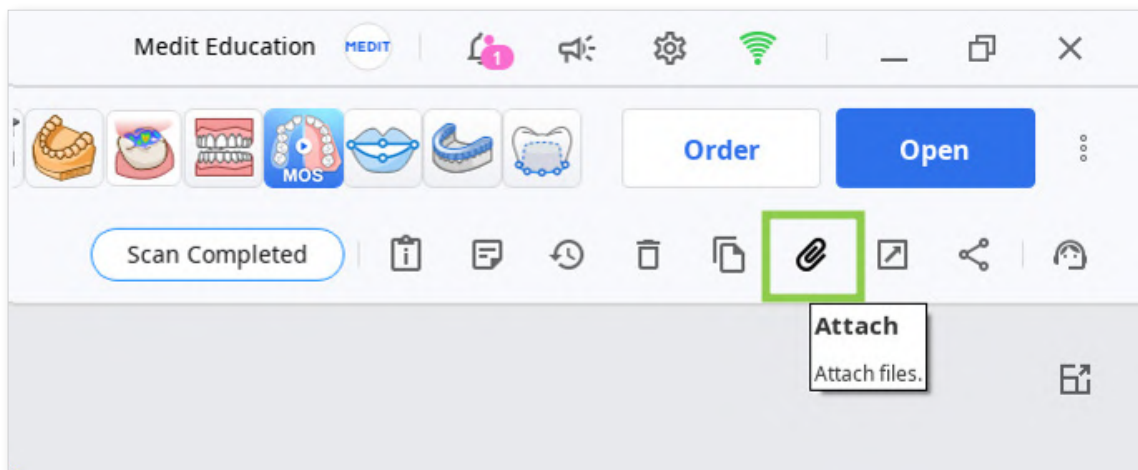 Medit Education MEDIT 1
MOS
Order Open
Scan Completed
Attach
Attach files.